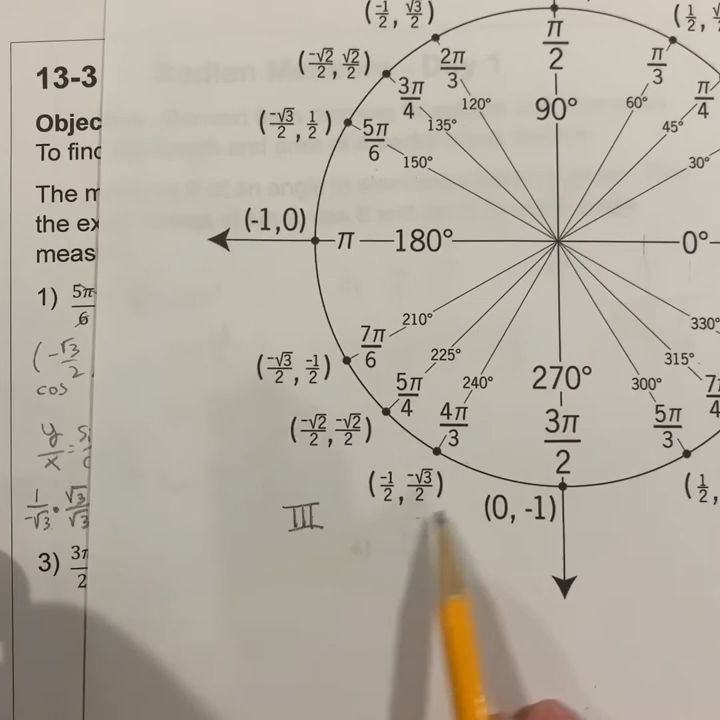 13-3
Objec
To find
The m
the ex
meas
1) 5π/6
(-√3/2
cos
y/x =
1/-√3 · √3/√3
3) 3π/2
(-1/2, √3/2)
(-√2/2, √2/2)
(-√3/2, 1/2)
(-1,0)
2π/3 120°
3π/4 135°
5π/6 150°
π/2 90°
π/3 60°
π/4 45°
30°
π 180° 0°
7π/6 210°
5π/4 225°
4π/3 240°
270° 3π/2
5π/3 300°
315°
330°
(-√3/2, -1/2)
(-√2/2, -√2/2)
(-1/2, -√3/2)
(0, -1)
III